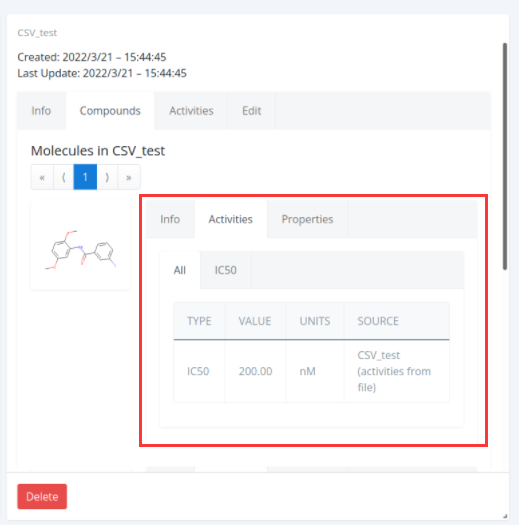 CSV_test
Created: 2022/3/21 – 15:44:45
Last Update: 2022/3/21 – 15:44:45
Info Compounds Activities Edit
Molecules in CSV_test
« ⟨ 1 ⟩ »
Info Activities Properties
All IC50
TYPE VALUE UNITS SOURCE
IC50 200.00 nM CSV_test
(activities from
file)
Delete